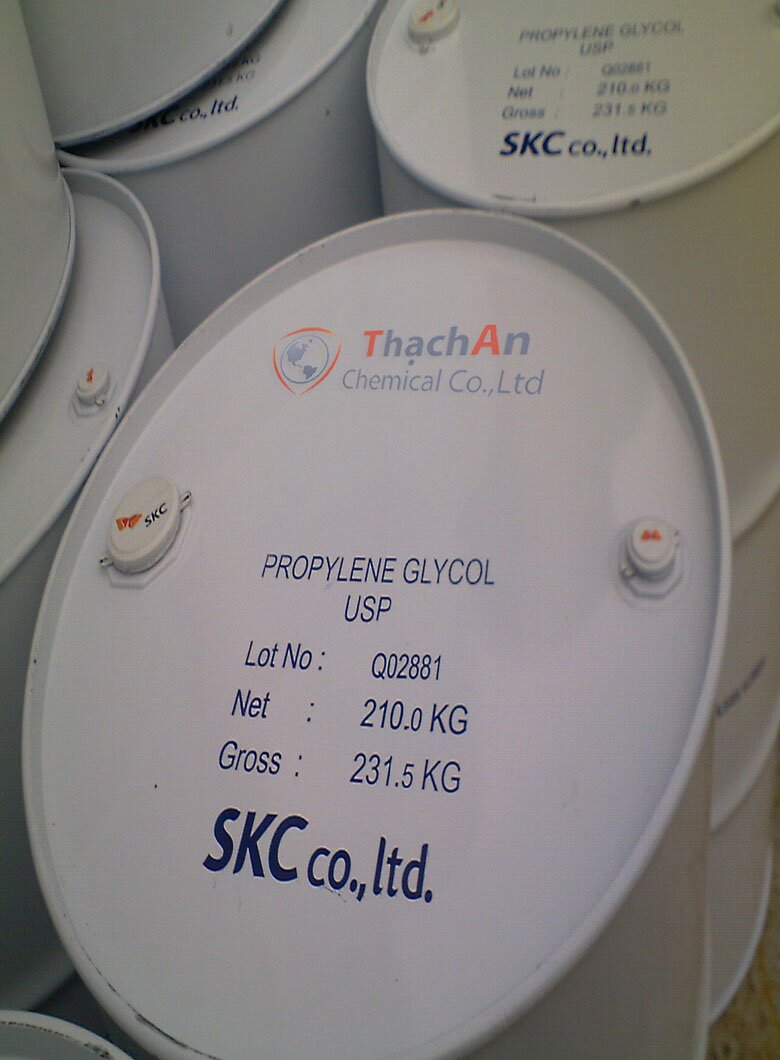 PROPYLENE GLYCOL
USP
Lot No : Q02881
Net : 210.0 KG
Gross : 231.5 KG
SKC co.,ltd.
SKC co.,ltd.
ThạchAn
Chemical Co.,Ltd
SKC
PROPYLENE GLYCOL
USP
Lot No : Q02881
Net : 210.0 KG
Gross : 231.5 KG
SKC co.,ltd.